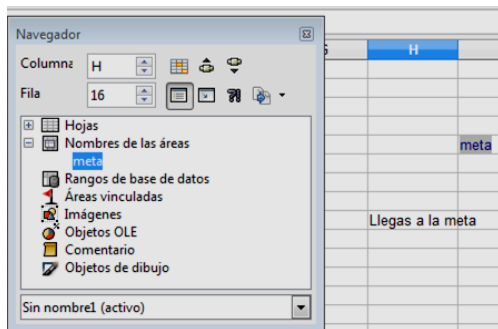 Navegador
Columna H
Fila 16
Hojas
Nombres de las áreas
meta
Rangos de base de datos
Áreas vinculadas
Imágenes
Objetos OLE
Comentario
Objetos de dibujo
Sin nombre1 (activo)
H
meta
Llegas a la meta